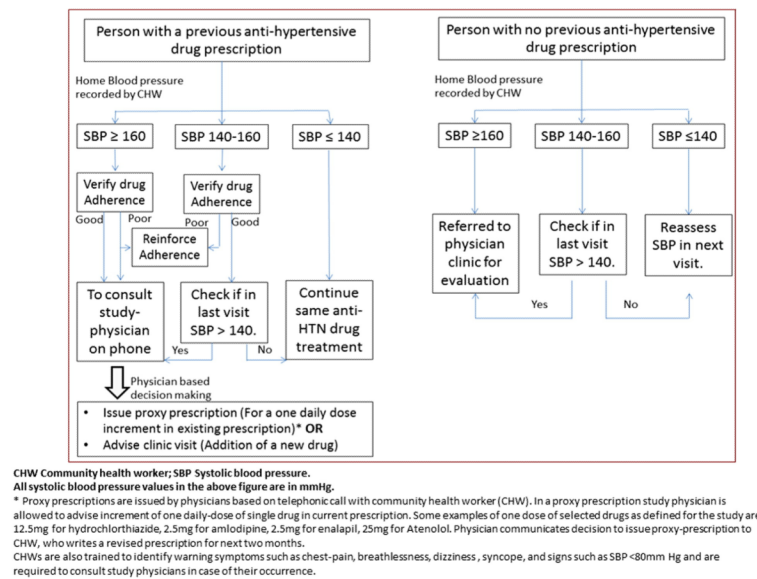 Person with a previous anti-hypertensive
drug prescription
Home Blood pressure
recorded by CHW
SBP ≥ 160
SBP 140-160
SBP ≤ 140
Verify drug
Adherence
Verify drug
Adherence
Good
Poor
Poor
Good
Reinforce
Adherence
To consult
study-
physician
on phone
Check if in
last visit
SBP > 140.
Continue
same anti-
HTN drug
treatment
Yes
No
Physician based
decision making
• Issue proxy prescription (For a one daily dose
increment in existing prescription)* OR
• Advise clinic visit (Addition of a new drug)
Person with no previous anti-hypertensive
drug prescription
Home Blood pressure
recorded by CHW
SBP ≥160
SBP 140-160
SBP ≤140
Referred to
physician
clinic for
evaluation
Check if in
last visit
SBP > 140.
Reassess
SBP in next
visit.
Yes
No
CHW Community health worker; SBP Systolic blood pressure.
All systolic blood pressure values in the above figure are in mmHg.
* Proxy prescriptions are issued by physicians based on telephonic call with community health worker (CHW). In a proxy prescription study physician is
allowed to advise increment of one daily-dose of single drug in current prescription. Some examples of one dose of selected drugs as defined for the study are
12.5mg for hydrochlorthiazide, 2.5mg for amlodipine, 2.5mg for enalapil, 25mg for Atenolol. Physician communicates decision to issue proxy-prescription to
CHW, who writes a revised prescription for next two months.
CHWs are also trained to identify warning symptoms such as chest-pain, breathlessness, dizziness , syncope, and signs such as SBP <80mm Hg and are
required to consult study physicians in case of their occurrence.